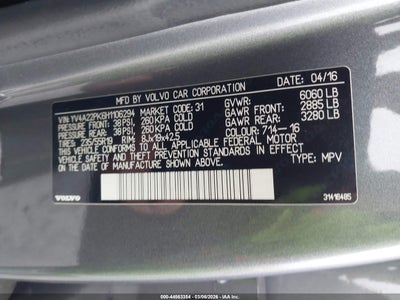 MFD BY VOLVO CAR CORPORATION
DATE: 04/16
VIN: YV4A22PK6H1106294 MARKET CODE: 31
PRESSURE FRONT: 38 PSI, 260 KPA COLD
PRESSURE REAR: 38 PSI, 260 KPA COLD
TIRES: 235/55R19 RIM: 8Jx19x42.5
GVWR: 6060 LB
GAWR FRONT: 2885 LB
GAWR REAR: 3280 LB
COLOUR: 714-16
THIS VEHICLE CONFORMS TO ALL APPLICABLE FEDERAL MOTOR
VEHICLE SAFETY AND THEFT PREVENTION STANDARDS IN EFFECT
ON THE DATE OF MANUFACTURE SHOWN ABOVE. TYPE: MPV
VOLVO
31416485
000-44963354 - 03/06/2026 - IAA Inc.